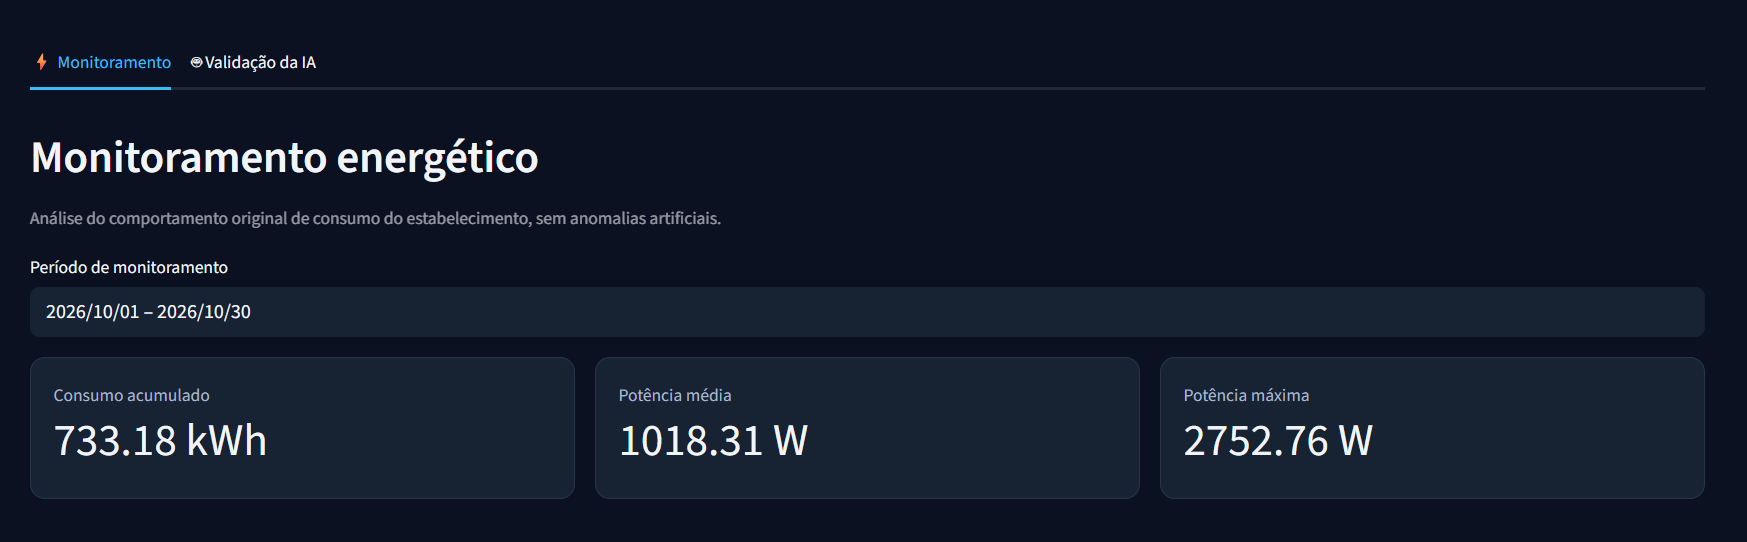 Monitoramento Validação da IA
Monitoramento energético
Análise do comportamento original de consumo do estabelecimento, sem anomalias artificiais.
Período de monitoramento
2026/10/01 – 2026/10/30
Consumo acumulado Potência média Potência máxima
733.18 kWh 1018.31 W 2752.76 W